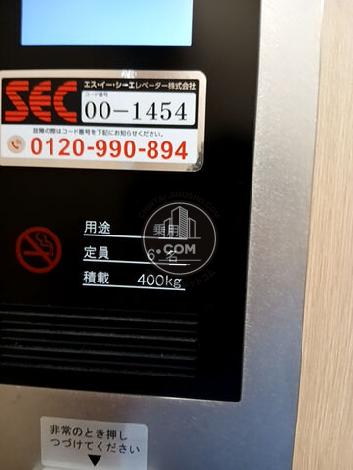 SEC エス・イー・シーエレベーター株式会社
コード番号
00-1454
故障の際はコード番号を下記にお知らせください。
0120-990-894
用途 乗用
定員 6名
積載 400kg
.COM
非常のとき押し
つづけてください